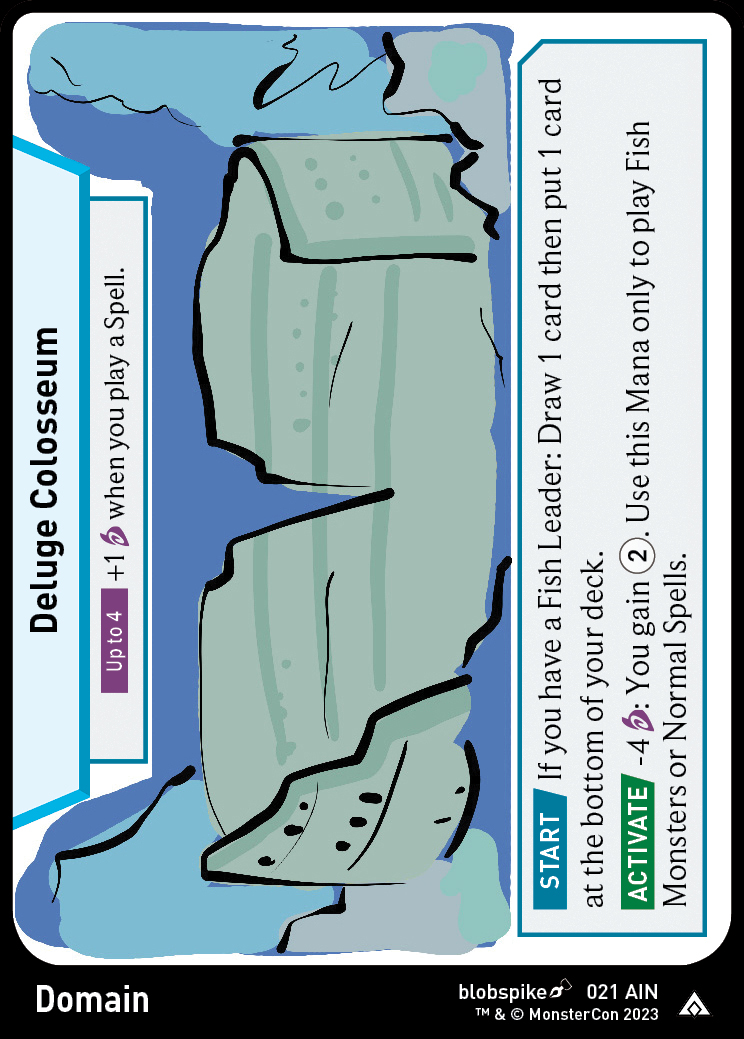 Deluge Colosseum
Up to 4 +1 when you play a Spell.
START If you have a Fish Leader: Draw 1 card then put 1 card
at the bottom of your deck.
ACTIVATE -4 : You gain 2. Use this Mana only to play Fish
Monsters or Normal Spells.
Domain
blobspike 021 AIN
™ & © MonsterCon 2023